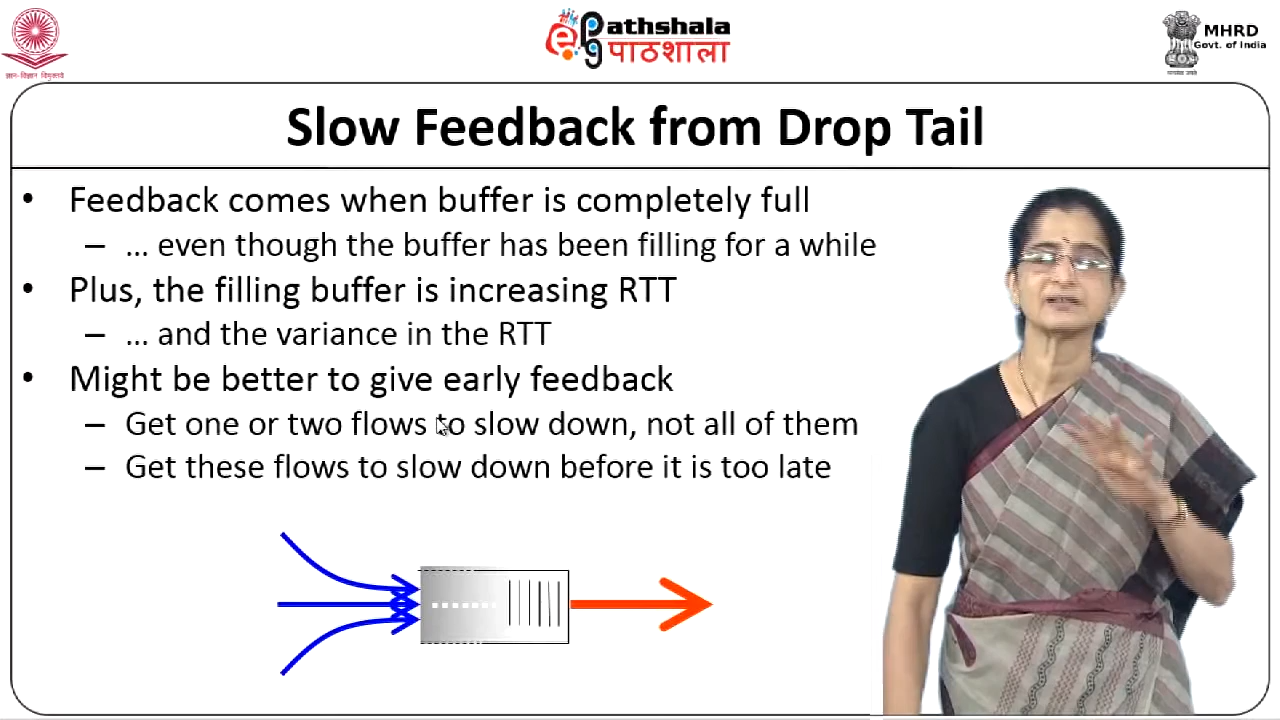 ज्ञान-विज्ञान विमुक्तये
ePathshala
पाठशाला
MHRD
Govt. of India
Slow Feedback from Drop Tail
• Feedback comes when buffer is completely full
– … even though the buffer has been filling for a while
• Plus, the filling buffer is increasing RTT
– … and the variance in the RTT
• Might be better to give early feedback
– Get one or two flows to slow down, not all of them
– Get these flows to slow down before it is too late